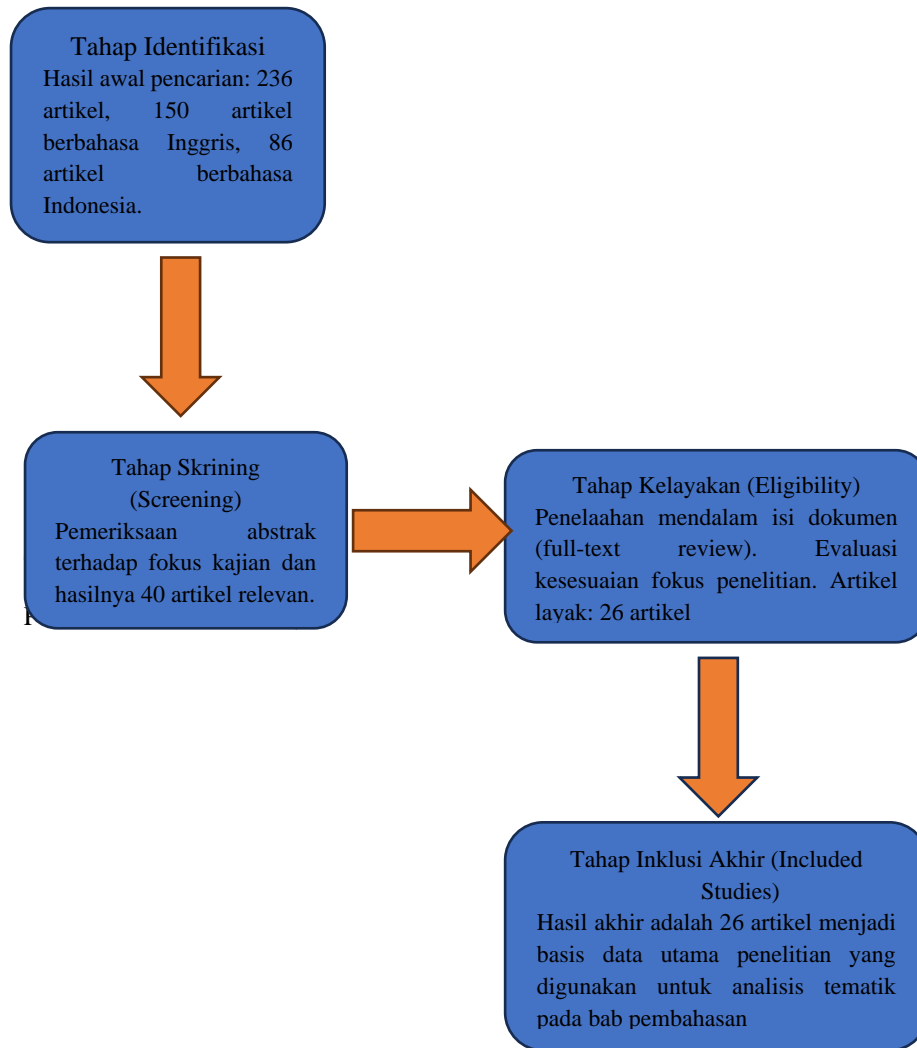 Tahap Identifikasi
Hasil awal pencarian: 236
artikel, 150 artikel
berbahasa Inggris, 86
artikel berbahasa
Indonesia.
Tahap Skrining
(Screening)
Pemeriksaan abstrak
terhadap fokus kajian dan
hasilnya 40 artikel relevan.
Tahap Kelayakan (Eligibility)
Penelaahan mendalam isi dokumen
(full-text review). Evaluasi
kesesuaian fokus penelitian. Artikel
layak: 26 artikel
Tahap Inklusi Akhir (Included
Studies)
Hasil akhir adalah 26 artikel menjadi
basis data utama penelitian yang
digunakan untuk analisis tematik
pada bab pembahasan